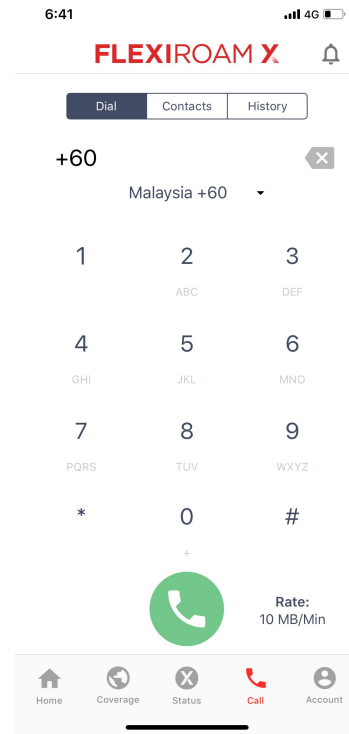 6:41 4G
FLEXIROAM X
Dial Contacts History
+60
Malaysia +60
1 2 3
ABC DEF
4 5 6
GHI JKL MNO
7 8 9
PQRS TUV WXYZ
* 0 #
+
Rate:
10 MB/Min
Home Coverage Status Call Account